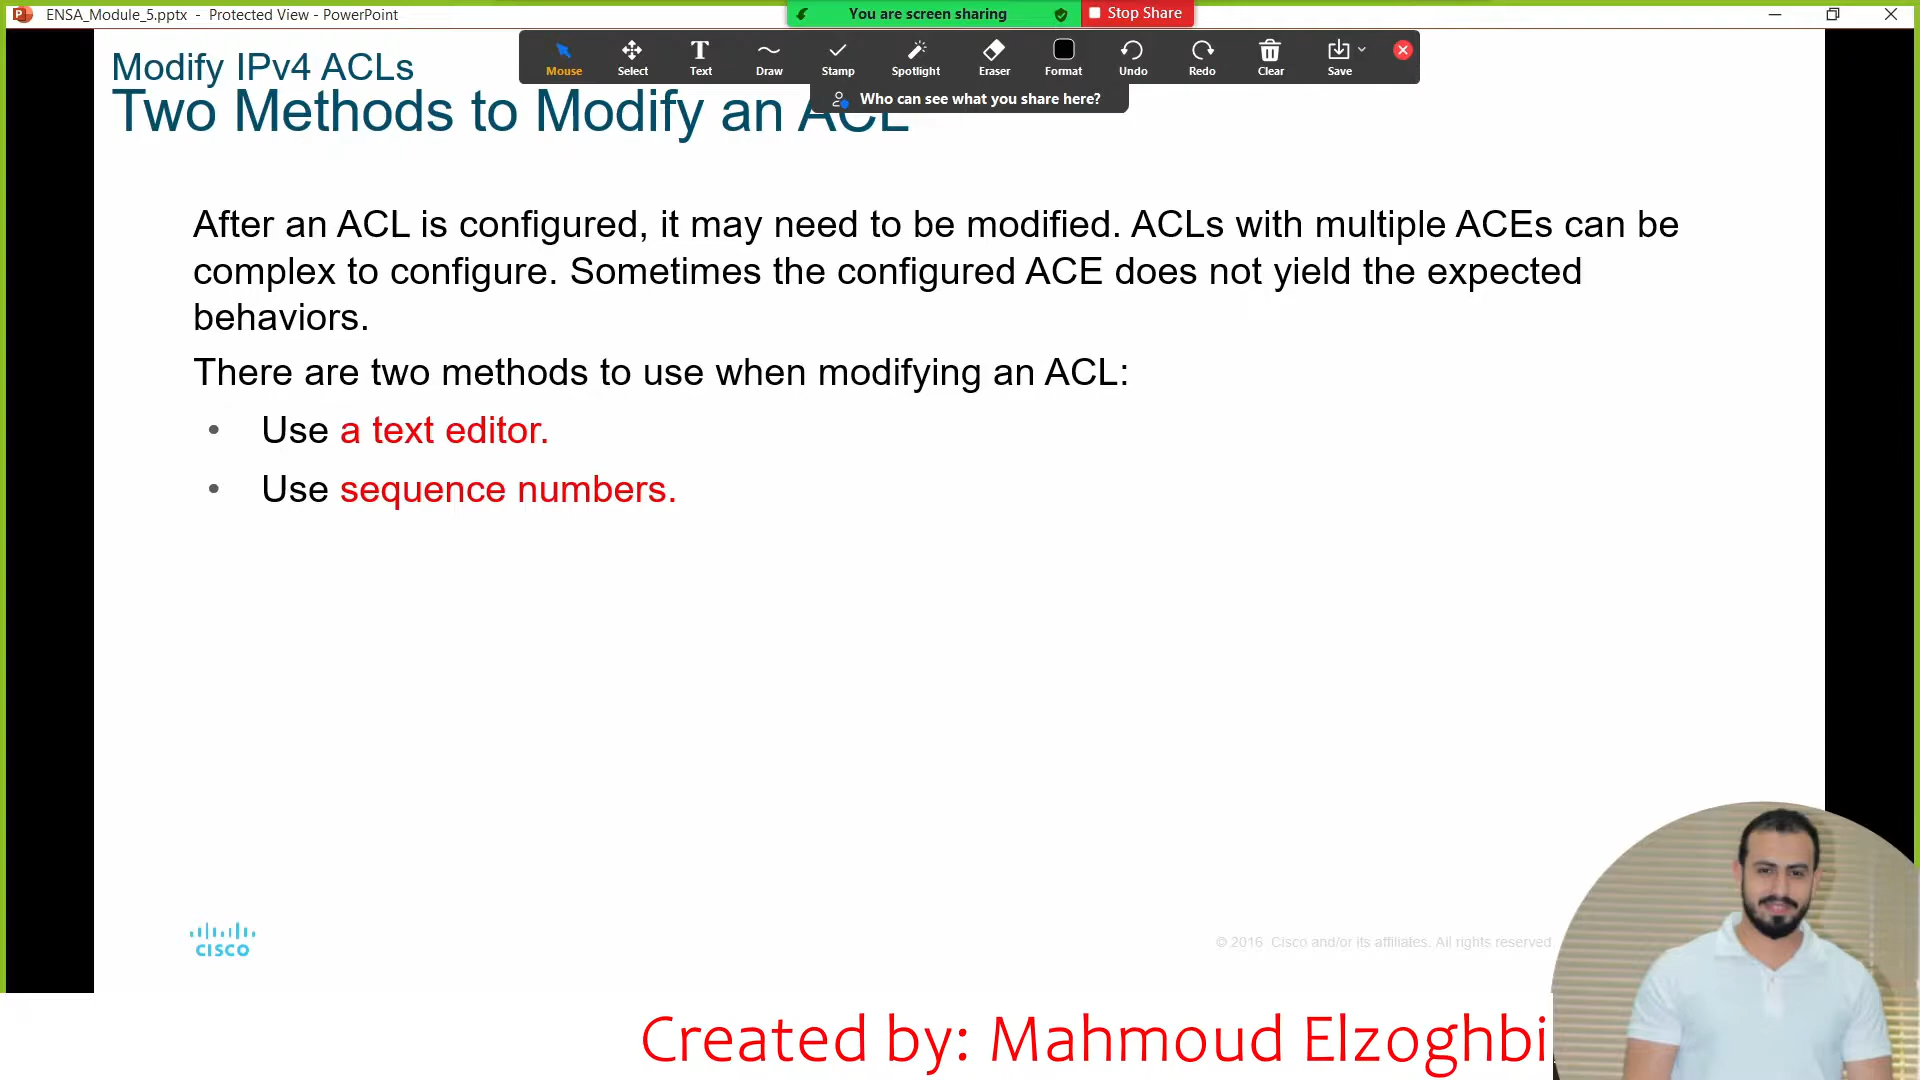 ENSA_Module_5.pptx - Protected View - PowerPoint
You are screen sharing
Stop Share
Mouse Select Text Draw Stamp Spotlight Eraser Format Undo Redo Clear Save
Who can see what you share here?
Modify IPv4 ACLs
Two Methods to Modify an ACL
After an ACL is configured, it may need to be modified. ACLs with multiple ACEs can be
complex to configure. Sometimes the configured ACE does not yield the expected
behaviors.
There are two methods to use when modifying an ACL:
• Use a text editor.
• Use sequence numbers.
CISCO
© 2016 Cisco and/or its affiliates. All rights reserved.
Created by: Mahmoud Elzoghbi